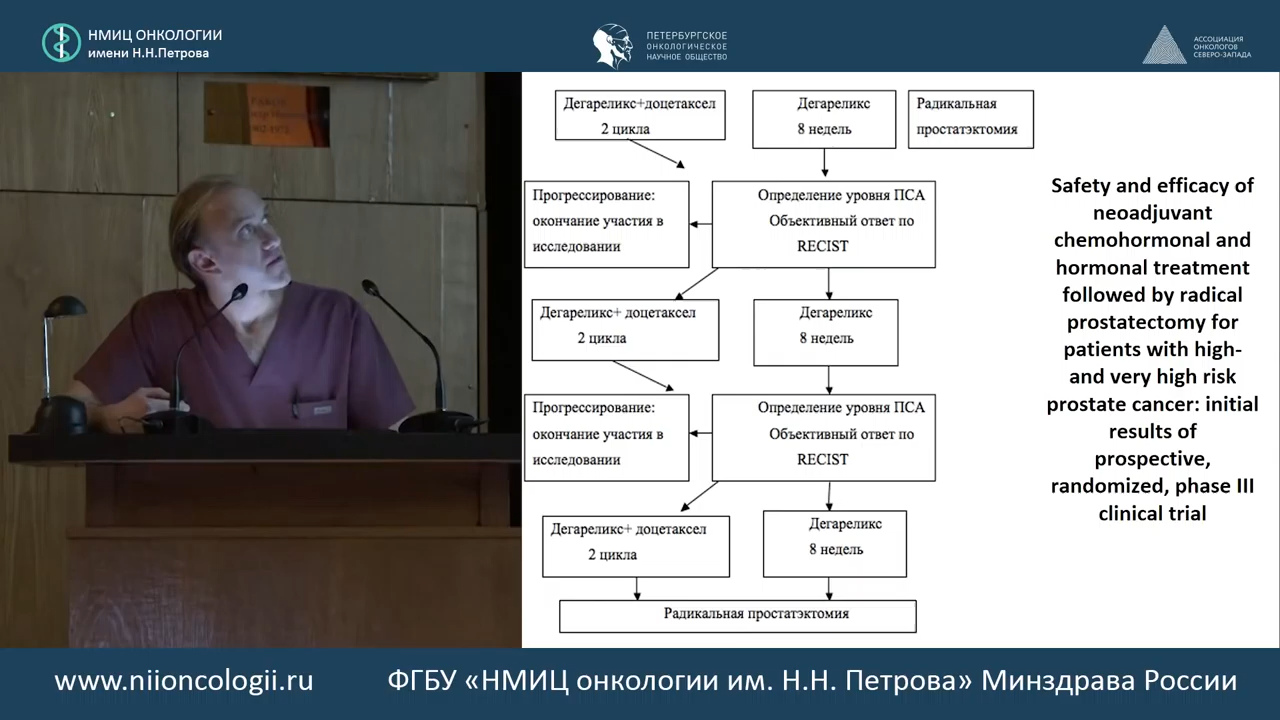 НМИЦ ОНКОЛОГИИ
имени Н.Н.Петрова
ПЕТЕРБУРГСКОЕ
ОНКОЛОГИЧЕСКОЕ
НАУЧНОЕ ОБЩЕСТВО
АССОЦИАЦИЯ
ОНКОЛОГОВ
СЕВЕРО-ЗАПАДА
Дегареликс+доцетаксел
2 цикла
Дегареликс
8 недель
Радикальная
простатэктомия
Прогрессирование:
окончание участия в
исследовании
Определение уровня ПСА
Объективный ответ по
RECIST
Дегареликс+ доцетаксел
2 цикла
Дегареликс
8 недель
Прогрессирование:
окончание участия в
исследовании
Определение уровня ПСА
Объективный ответ по
RECIST
Дегареликс+ доцетаксел
2 цикла
Дегареликс
8 недель
Радикальная простатэктомия
Safety and efficacy of
neoadjuvant
chemohormonal and
hormonal treatment
followed by radical
prostatectomy for
patients with high-
and very high risk
prostate cancer: initial
results of
prospective,
randomized, phase III
clinical trial
www.niioncologii.ru
ФГБУ «НМИЦ онкологии им. Н.Н. Петрова» Минздрава России